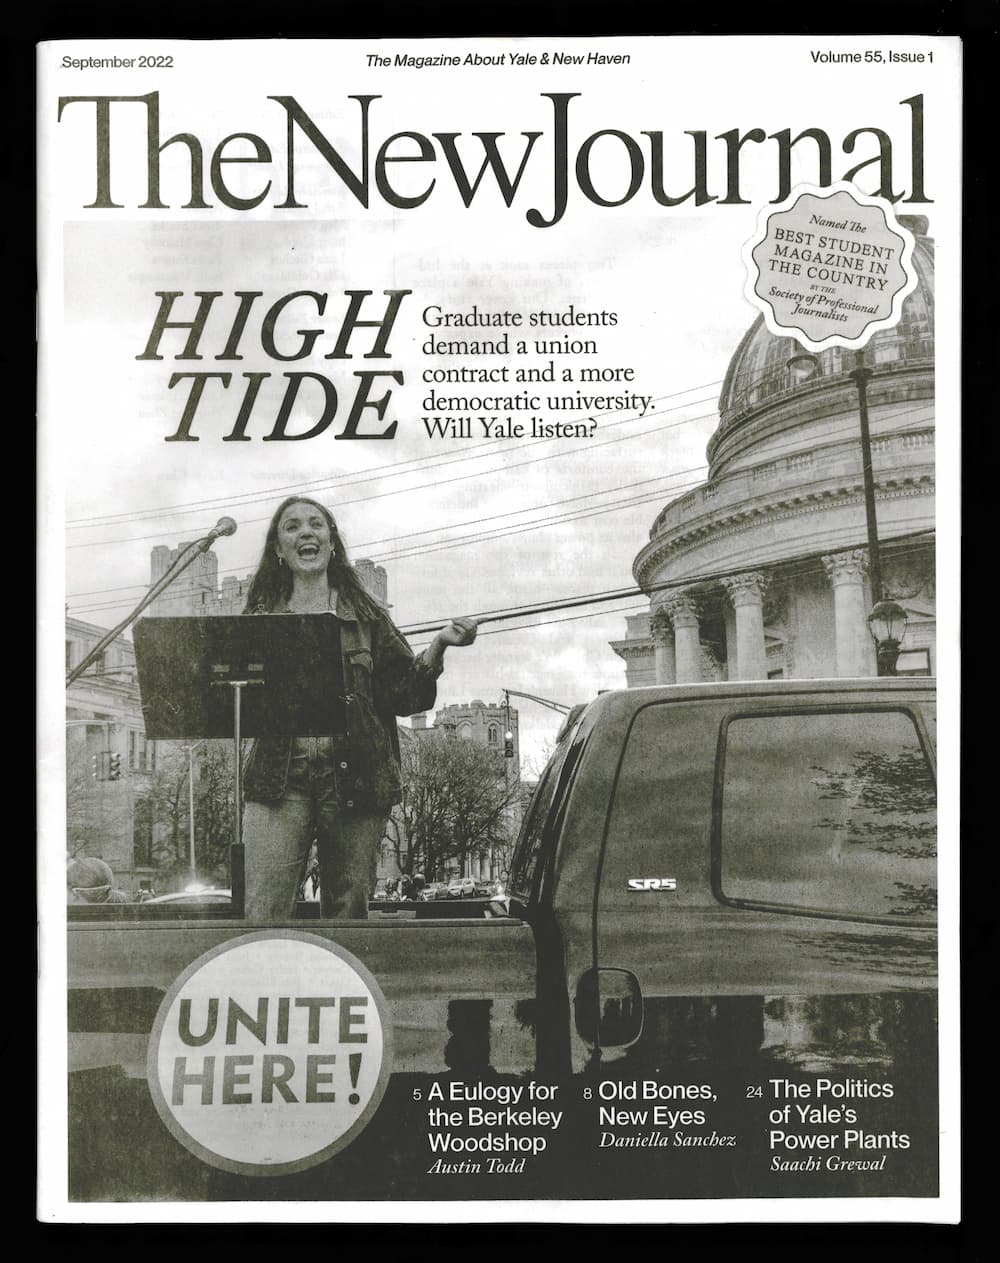 September 2022
The Magazine About Yale & New Haven
Volume 55, Issue 1
The New Journal
Named The
BEST STUDENT
MAGAZINE IN
THE COUNTRY
BY THE
Society of Professional
Journalists
HIGH
TIDE
Graduate students
demand a union
contract and a more
democratic university.
Will Yale listen?
SR5
UNITE
HERE!
5 A Eulogy for
the Berkeley
Woodshop
Austin Todd
8 Old Bones,
New Eyes
Daniella Sanchez
24 The Politics
of Yale's
Power Plants
Saachi Grewal